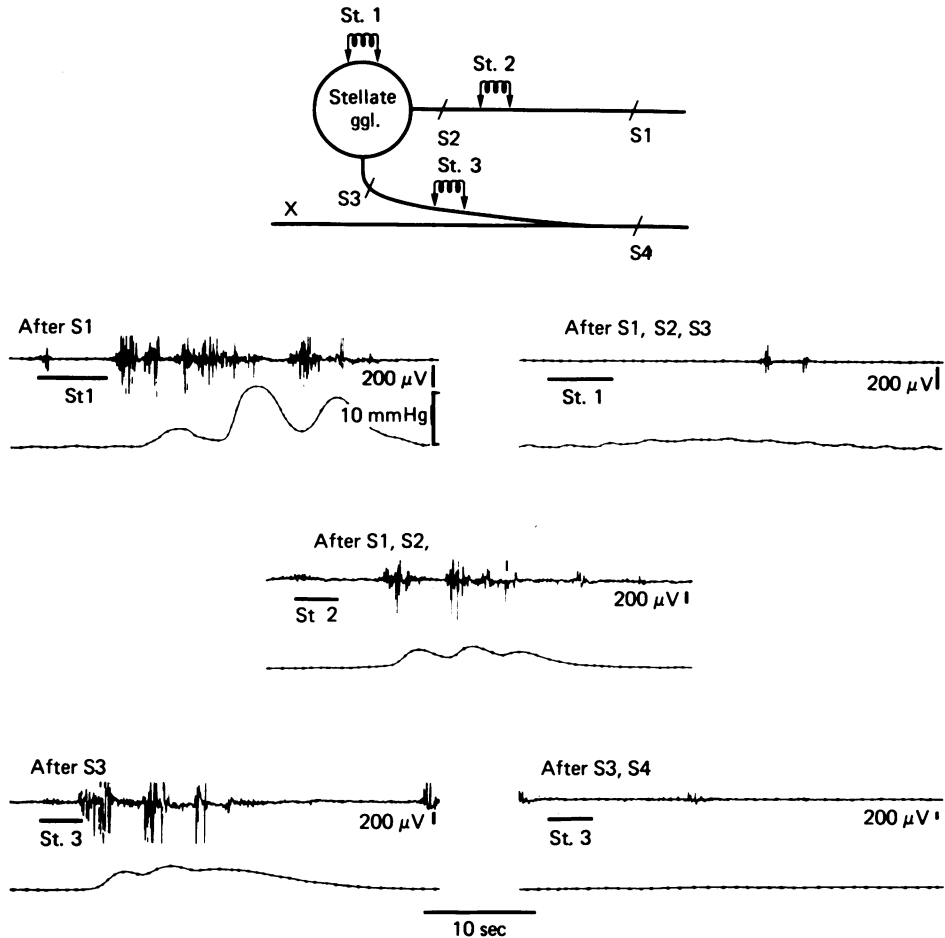 St. 1
St. 2
Stellate
ggl.
S2
S1
St. 3
S3
X
S4
After S1
200 μV
St1
10 mmHg
After S1, S2, S3
200 μV
St. 1
After S1, S2,
200 μV
St 2
After S3
200 μV
St. 3
After S3, S4
200 μV
St. 3
10 sec